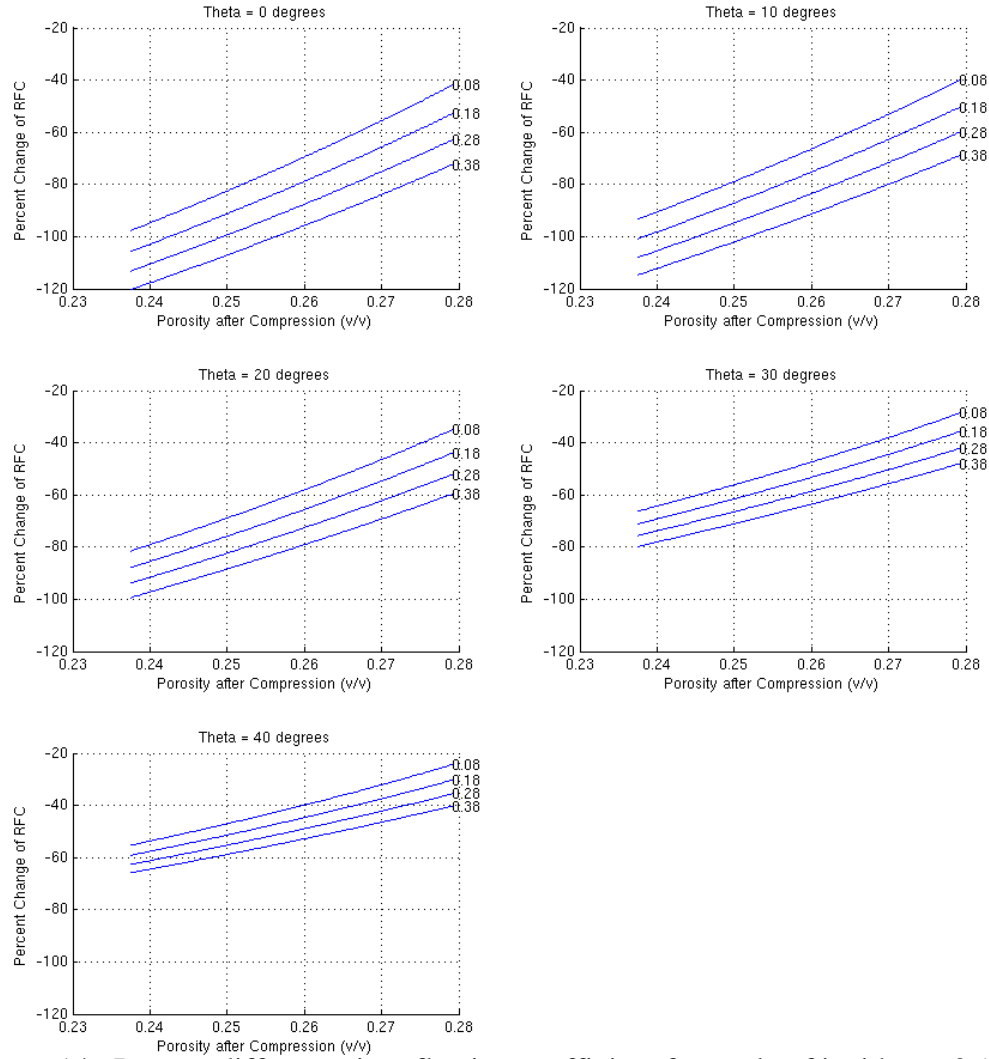 Theta = 0 degrees
Percent Change of RFC
-20
-40
-60
-80
-100
-120
0.08
0.18
0.28
0.38
0.23 0.24 0.25 0.26 0.27 0.28
Porosity after Compression (v/v)
Theta = 10 degrees
Percent Change of RFC
-20
-40
-60
-80
-100
-120
0.08
0.18
0.28
0.38
0.23 0.24 0.25 0.26 0.27 0.28
Porosity after Compression (v/v)
Theta = 20 degrees
Percent Change of RFC
-20
-40
-60
-80
-100
-120
0.08
0.18
0.28
0.38
0.23 0.24 0.25 0.26 0.27 0.28
Porosity after Compression (v/v)
Theta = 30 degrees
Percent Change of RFC
-20
-40
-60
-80
-100
-120
0.08
0.18
0.28
0.38
0.23 0.24 0.25 0.26 0.27 0.28
Porosity after Compression (v/v)
Theta = 40 degrees
Percent Change of RFC
-20
-40
-60
-80
-100
-120
0.08
0.18
0.28
0.38
0.23 0.24 0.25 0.26 0.27 0.28
Porosity after Compression (v/v)